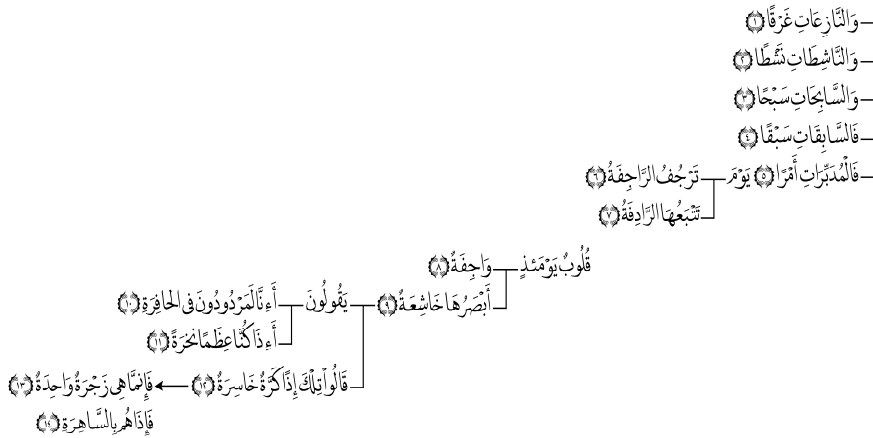 وَالنَّازِعَاتِ غَرْقًا ۝١
وَالنَّاشِطَاتِ نَشْطًا ۝٢
وَالسَّابِحَاتِ سَبْحًا ۝٣
فَالسَّابِقَاتِ سَبْقًا ۝٤
فَالْمُدَبِّرَاتِ أَمْرًا ۝٥ يَوْمَ تَرْجُفُ الرَّاجِفَةُ ۝٦
تَتْبَعُهَا الرَّادِفَةُ ۝٧
قُلُوبٌ يَوْمَئِذٍ وَاجِفَةٌ ۝٨
أَبْصَٰرُهَا خَاشِعَةٌ ۝٩ يَقُولُونَ أَءِنَّا لَمَرْدُودُونَ فِى الْحَافِرَةِ ۝١٠
أَءِذَا كُنَّا عِظَٰمًا نَّخِرَةً ۝١١
قَالُوا۟ تِلْكَ إِذًا كَرَّةٌ خَاسِرَةٌ ۝١٢ فَإِنَّمَا هِىَ زَجْرَةٌ وَاحِدَةٌ ۝١٣
فَإِذَا هُم بِالسَّاهِرَةِ ۝١٤